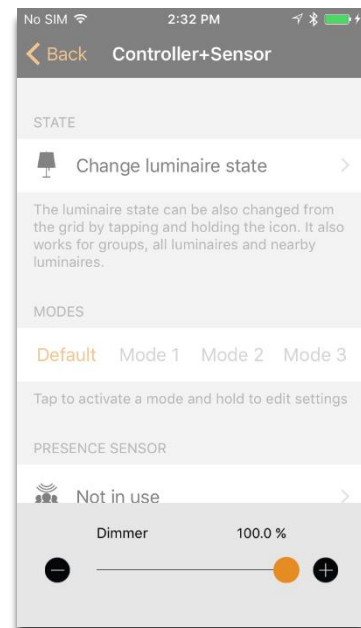 No SIM 2:32 PM
Back Controller+Sensor
STATE
Change luminaire state
The luminaire state can be also changed from
the grid by tapping and holding the icon. It also
works for groups, all luminaires and nearby
luminaires.
MODES
Default Mode 1 Mode 2 Mode 3
Tap to activate a mode and hold to edit settings
PRESENCE SENSOR
Not in use
Dimmer 100.0 %